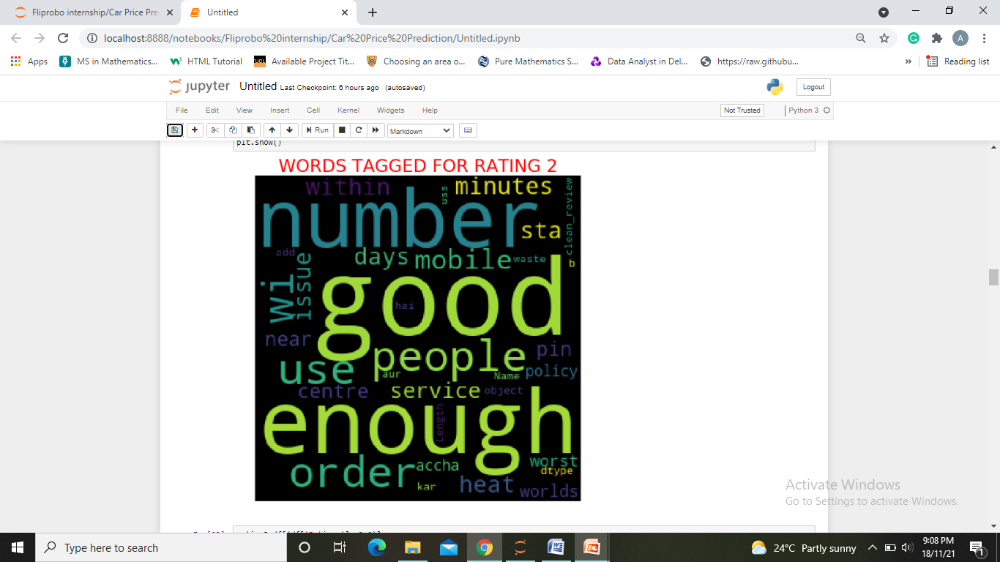 Fliprobo internship/Car Price Pre
Untitled
localhost:8888/notebooks/Fliprobo%20internship/Car%20Price%20Prediction/Untitled.ipynb
A
Apps MS in Mathematics... HTML Tutorial Available Project Tit... Choosing an area o... Pure Mathematics S... Data Analyst in Del... https://raw.githubu... » Reading list
jupyter Untitled Last Checkpoint: 6 hours ago (autosaved) Logout
File Edit View Insert Cell Kernel Widgets Help Not Trusted Python 3
Run Markdown
plt.show()
WORDS TAGGED FOR RATING 2
within
uss
minutes
clean_review
number
sta
add
days
mobile
waste
b
Wi
issue
good
hai
near
people
pin
use
aur
Name
policy
centre
service
object
enough
Length
order
accha
worst
dtype
kar
heat
worlds
Activate Windows
Go to Settings to activate Windows.
Type here to search
24°C Partly sunny
9:08 PM
18/11/21
1